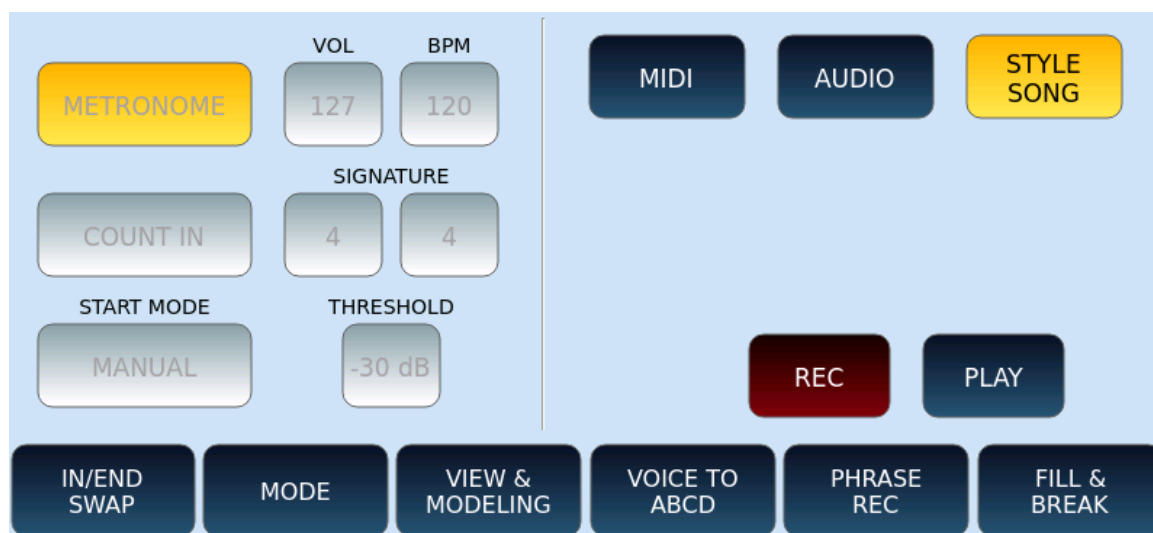 VOL BPM
METRONOME 127 120
SIGNATURE
COUNT IN 4 4
START MODE THRESHOLD
MANUAL -30 dB
MIDI AUDIO STYLE
SONG
REC PLAY
IN/END
SWAP
MODE
VIEW &
MODELING
VOICE TO
ABCD
PHRASE
REC
FILL &
BREAK